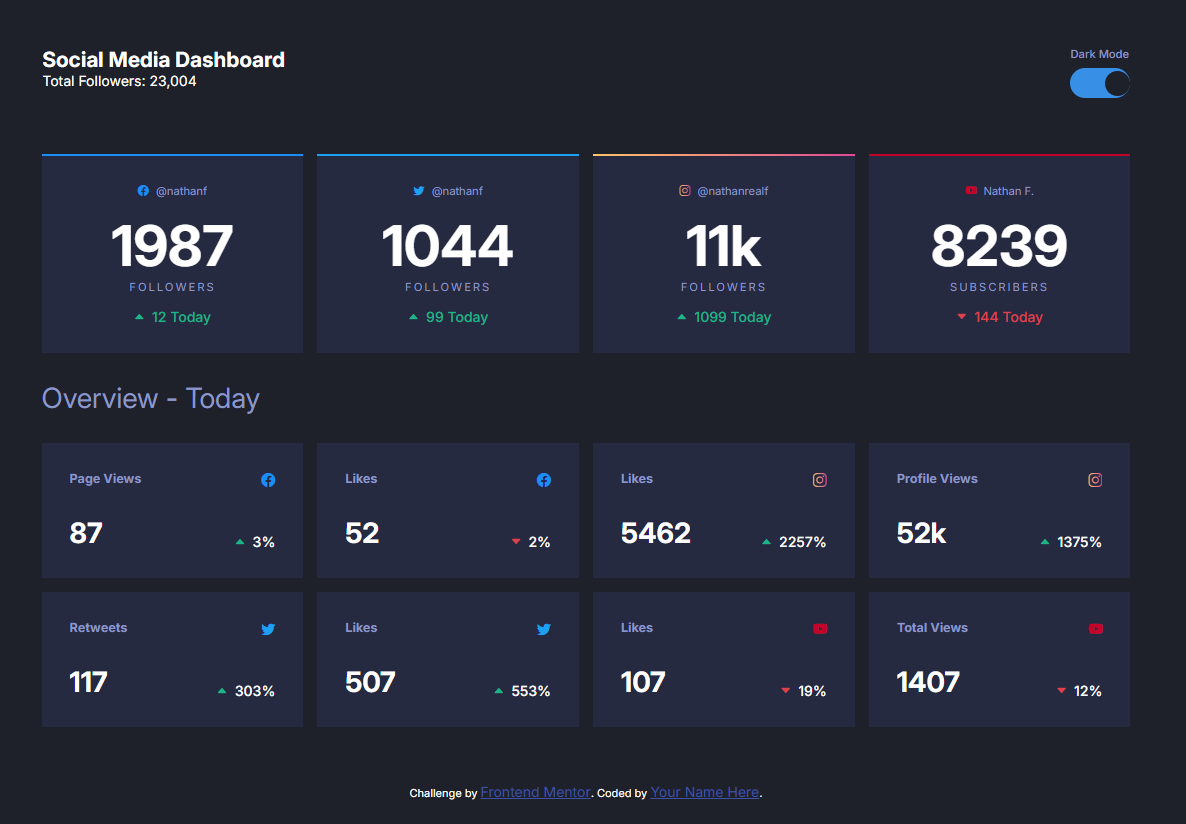 Social Media Dashboard
Total Followers: 23,004
Dark Mode
@nathanf
1987
FOLLOWERS
12 Today
@nathanf
1044
FOLLOWERS
99 Today
@nathanrealf
11k
FOLLOWERS
1099 Today
Nathan F.
8239
SUBSCRIBERS
144 Today
Overview - Today
Page Views
87
3%
Likes
52
2%
Likes
5462
2257%
Profile Views
52k
1375%
Retweets
117
303%
Likes
507
553%
Likes
107
19%
Total Views
1407
12%
Challenge by Frontend Mentor. Coded by Your Name Here.